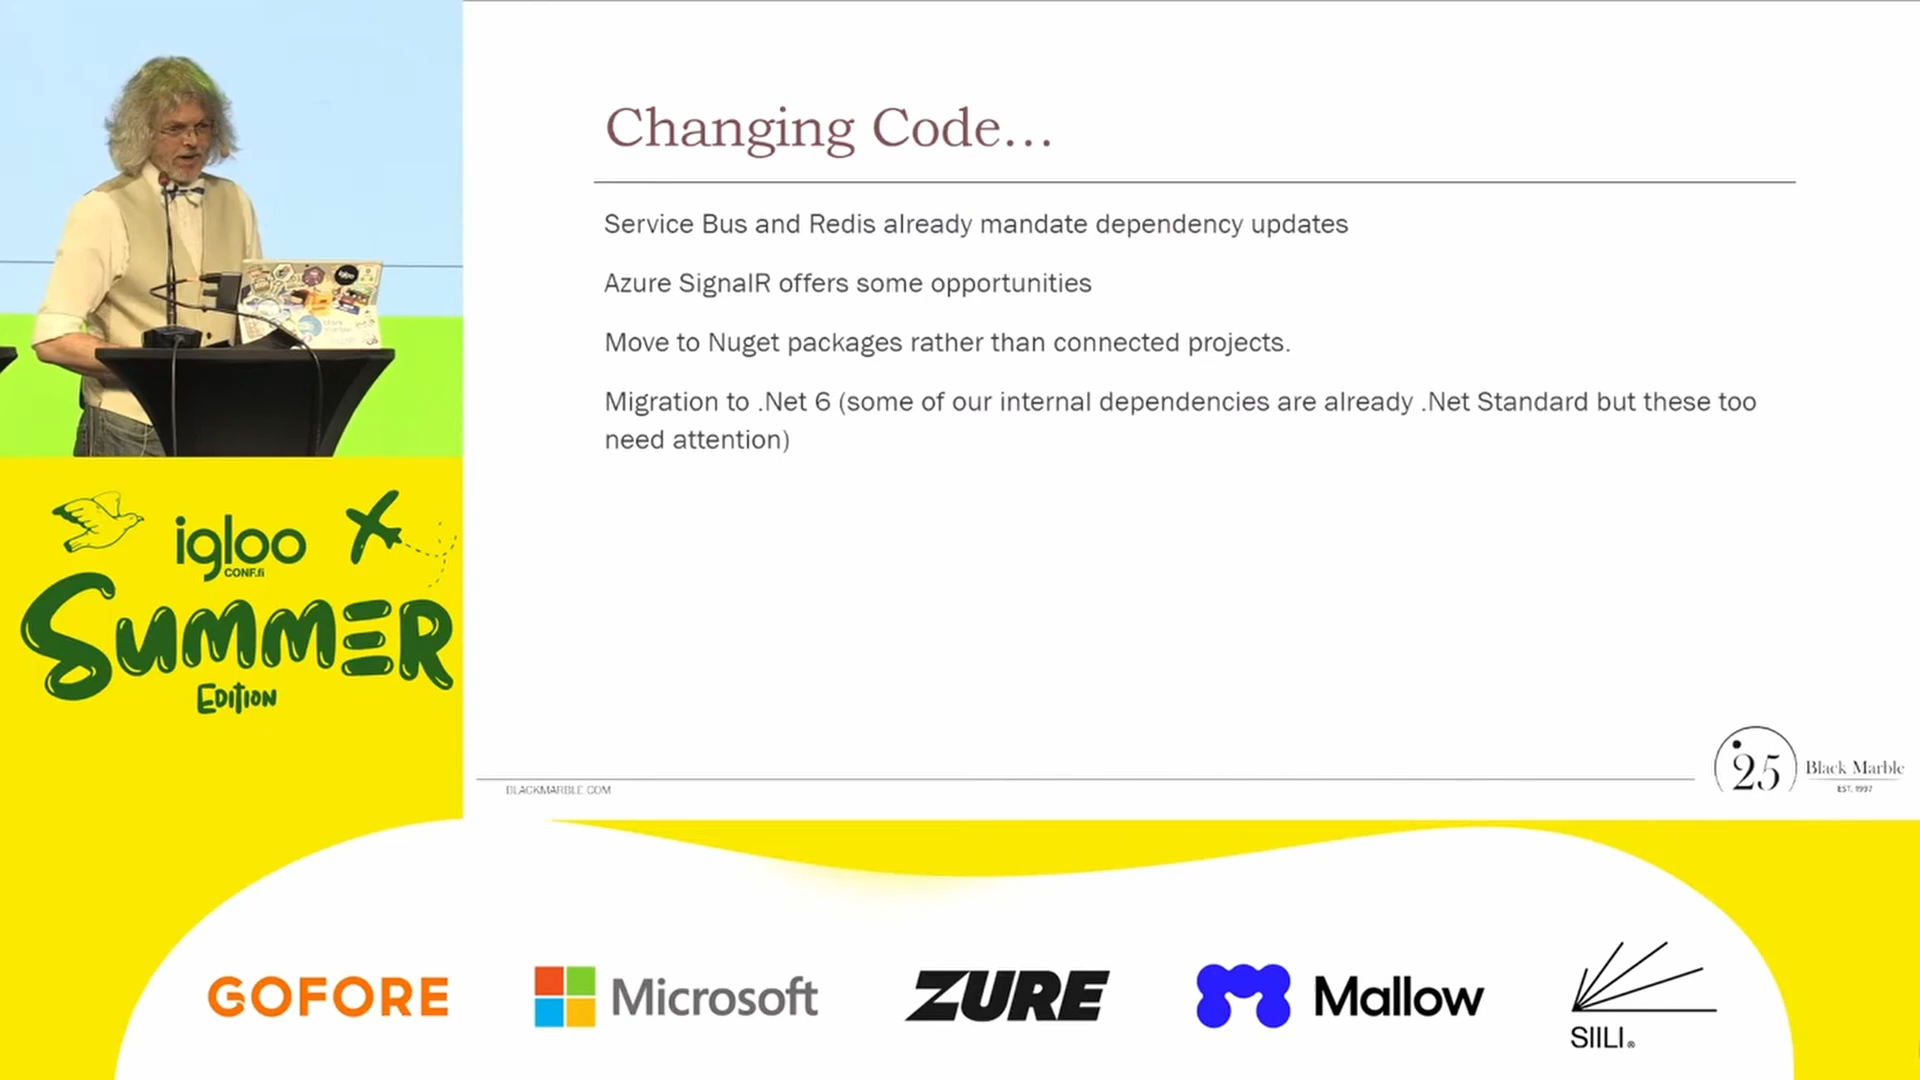 Changing Code...
Service Bus and Redis already mandate dependency updates
Azure SignalR offers some opportunities
Move to Nuget packages rather than connected projects.
Migration to .Net 6 (some of our internal dependencies are already .Net Standard but these too
need attention)
BLACKMARBLE.COM
25
Black Marble
EST. 1997
igloo
CONF.fi
SUMMER
EDITION
GOFORE
Microsoft
ZURE
Mallow
SIILI®